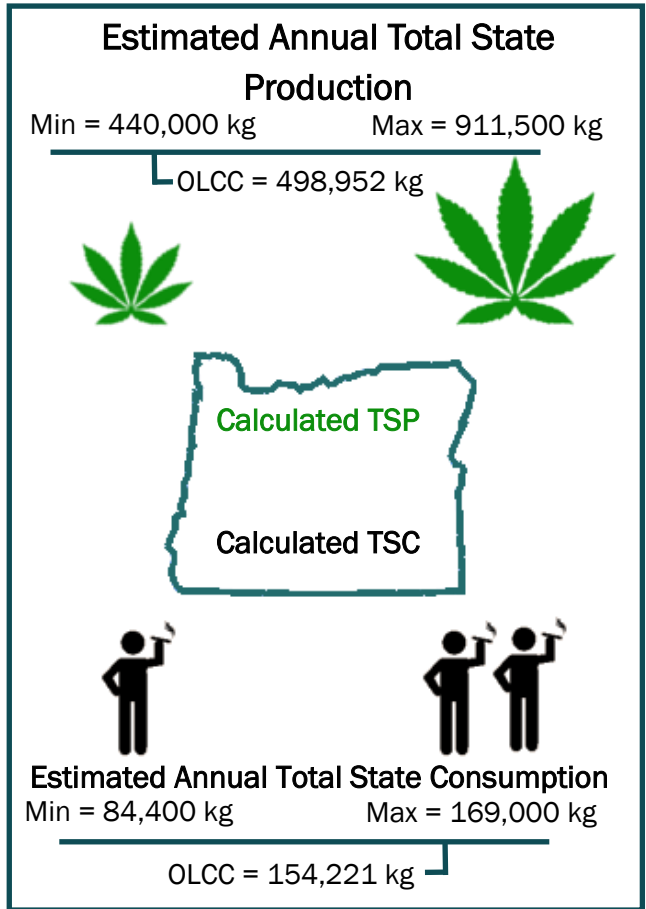 Estimated Annual Total State
Production
Min = 440,000 kg Max = 911,500 kg
OLCC = 498,952 kg
Calculated TSP
Calculated TSC
Estimated Annual Total State Consumption
Min = 84,400 kg Max = 169,000 kg
OLCC = 154,221 kg